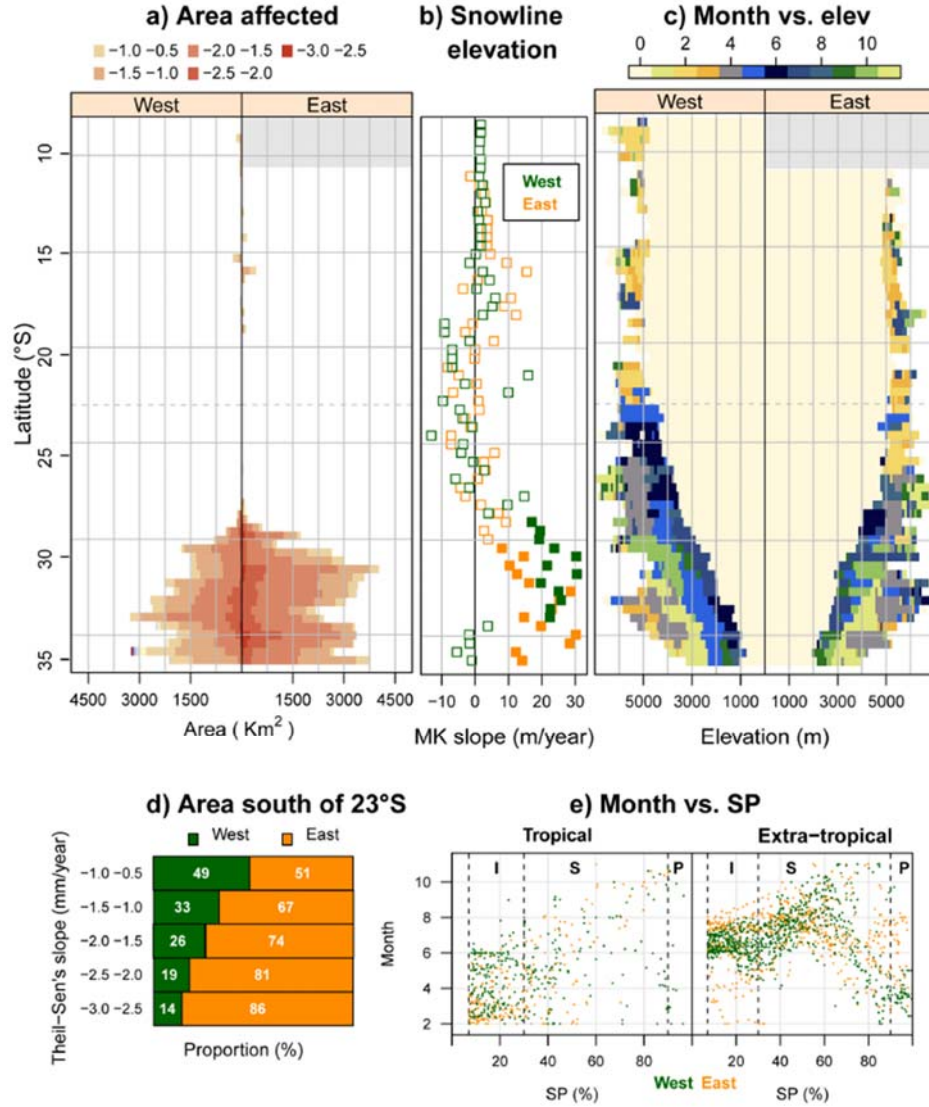 a) Area affected
b) Snowline elevation
c) Month vs. elev
−1.0 −0.5
−2.0 −1.5
−3.0 −2.5
−1.5 −1.0
−2.5 −2.0
0 2 4 6 8 10
West East
West East
West
East
Latitude (°S)
10
15
20
25
30
35
4500 3000 1500 1500 3000 4500
Area ( Km²)
−10 0 10 20 30
MK slope (m/year)
5000 3000 1000 1000 3000 5000
Elevation (m)
d) Area south of 23°S
West East
Theil−Sen's slope (mm/year)
−1.0 −0.5 49 51
−1.5 −1.0 33 67
−2.0 −1.5 26 74
−2.5 −2.0 19 81
−3.0 −2.5 14 86
Proportion (%)
e) Month vs. SP
Tropical Extra−tropical
I S P I S P
Month
10
8
6
4
2
20 40 60 80 20 40 60 80 100
SP (%) West East SP (%)